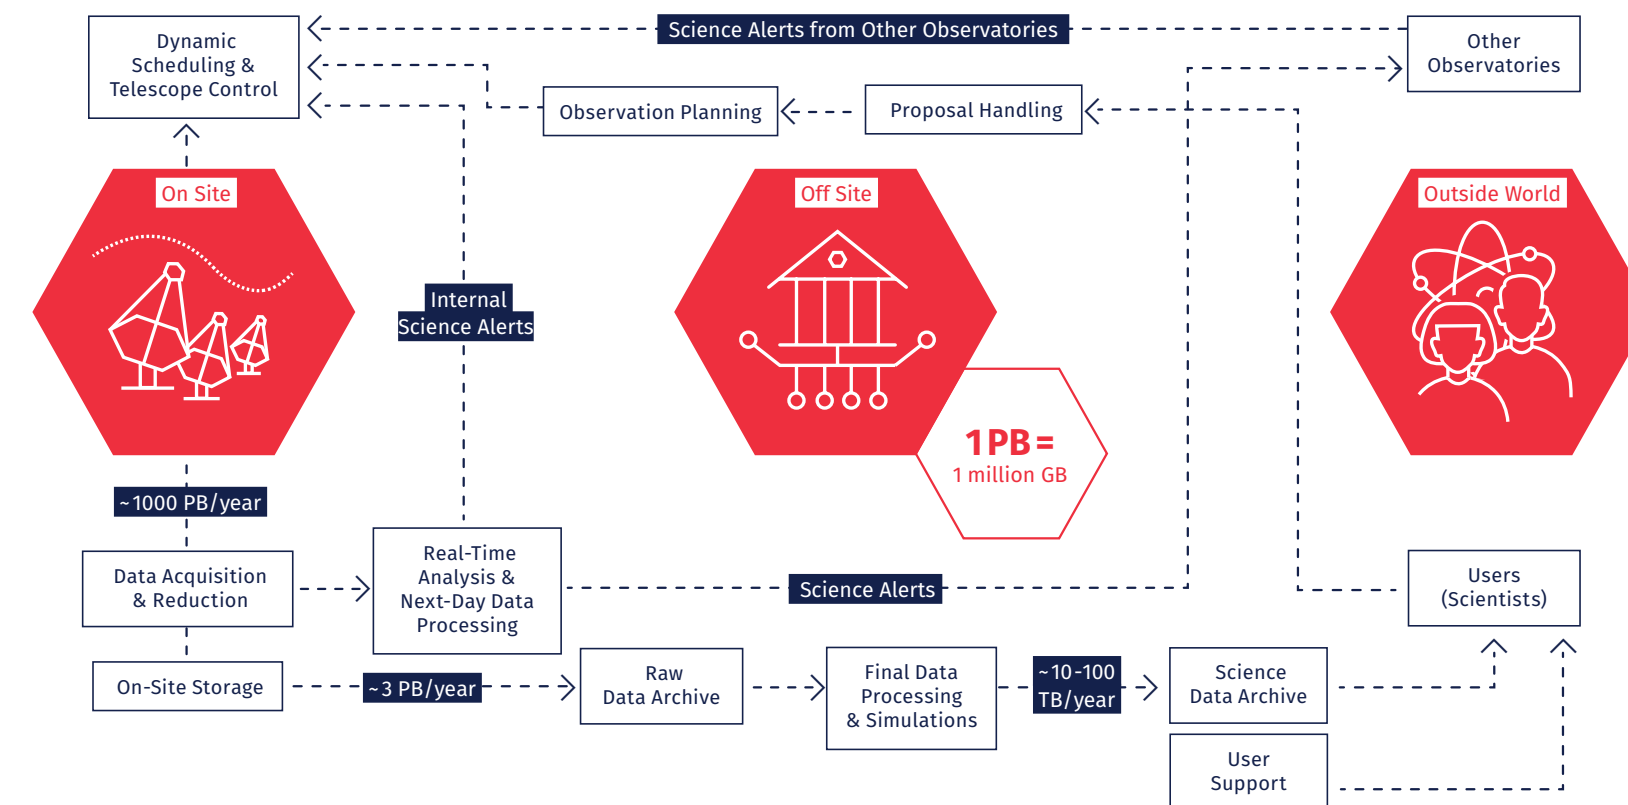 Dynamic
Scheduling &
Telescope Control
Science Alerts from Other Observatories
Other
Observatories
Observation Planning
Proposal Handling
On Site
Off Site
Outside World
Internal
Science Alerts
1 PB =
1 million GB
~1000 PB/year
Data Acquisition
& Reduction
Real-Time
Analysis &
Next-Day Data
Processing
Science Alerts
Users
(Scientists)
On-Site Storage
~3 PB/year
Raw
Data Archive
Final Data
Processing
& Simulations
~10-100
TB/year
Science
Data Archive
User
Support